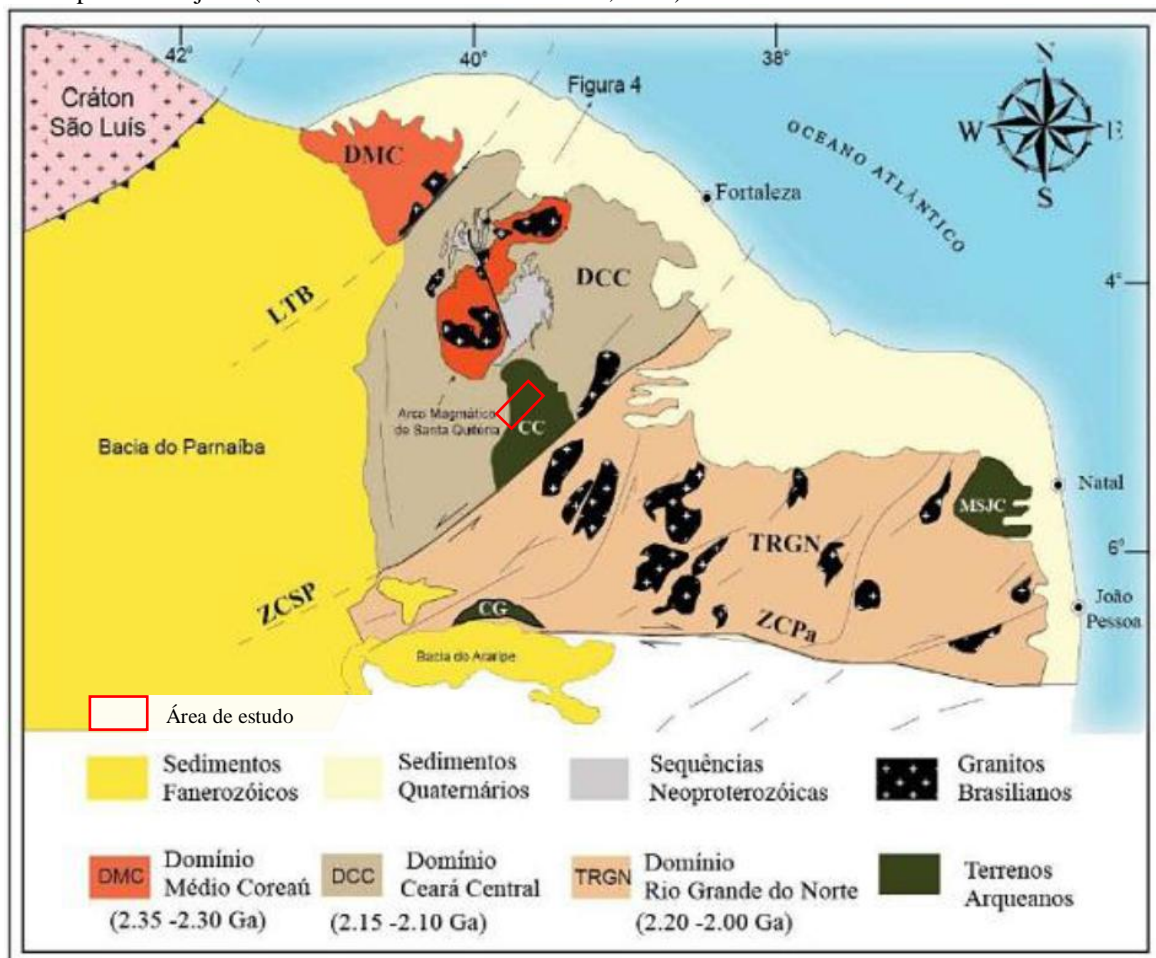 42°
40°
38°
N
W
E
S
Cráton
São Luís
Figura 4
OCEANO ATLÂNTICO
DMC
Fortaleza
DCC
4°
LTB
Arco Magmático
de Santa Quitéria
CC
Bacia do Parnaíba
Natal
MSJC
TRGN
6°
ZCSP
CG
ZCPa
João
Pessoa
Bacia do Araripe
Área de estudo
Sedimentos
Fanerozóicos
Sedimentos
Quaternários
Sequências
Neoproterozóicas
Granitos
Brasilianos
DMC
Domínio
Médio Coreaú
(2.35 -2.30 Ga)
DCC
Domínio
Ceará Central
(2.15 -2.10 Ga)
TRGN
Domínio
Rio Grande do Norte
(2.20 -2.00 Ga)
Terrenos
Arqueanos